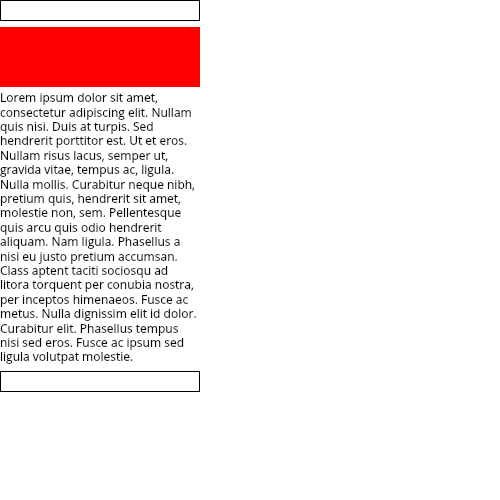 Lorem ipsum dolor sit amet,
consectetur adipiscing elit. Nullam
quis nisi. Duis at turpis. Sed
hendrerit porttitor est. Ut et eros.
Nullam risus lacus, semper ut,
gravida vitae, tempus ac, ligula.
Nulla mollis. Curabitur neque nibh,
pretium quis, hendrerit sit amet,
molestie non, sem. Pellentesque
quis arcu quis odio hendrerit
aliquam. Nam ligula. Phasellus a
nisi eu justo pretium accumsan.
Class aptent taciti sociosqu ad
litora torquent per conubia nostra,
per inceptos himenaeos. Fusce ac
metus. Nulla dignissim elit id dolor.
Curabitur elit. Phasellus tempus
nisi sed eros. Fusce ac ipsum sed
ligula volutpat molestie.